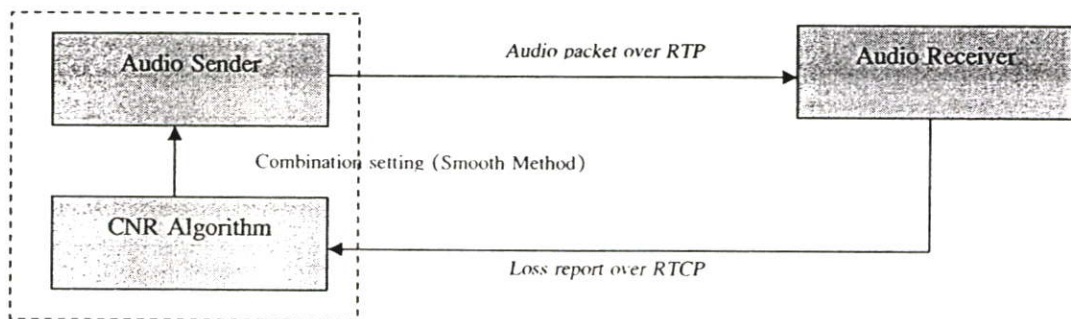 Audio Sender
Audio packet over RTP
Audio Receiver
Combination setting (Smooth Method)
CNR Algorithm
Loss report over RTCP